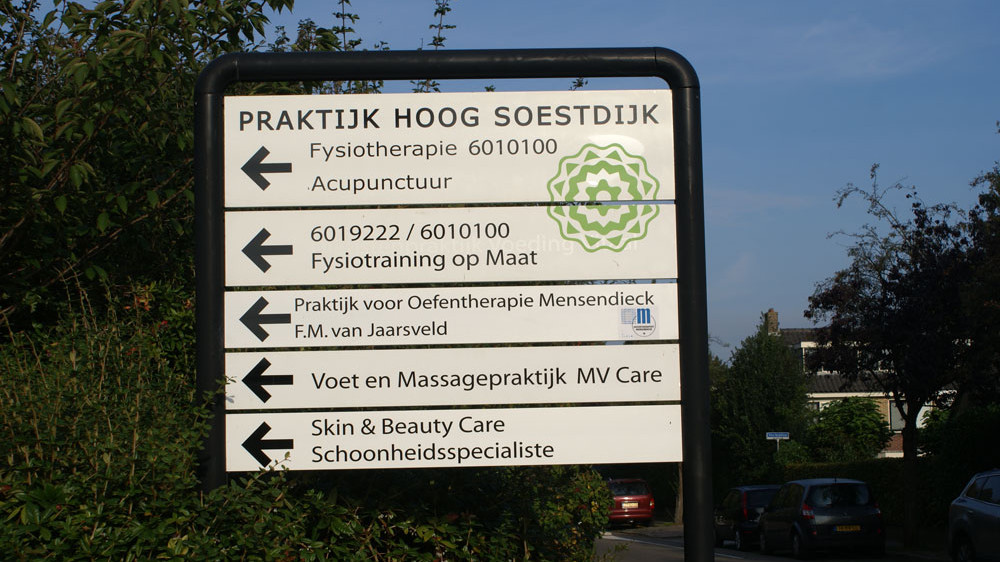 PRAKTIJK HOOG SOESTDIJK
Fysiotherapie 6010100
Acupunctuur
6019222 / 6010100
Fysiotraining op Maat
Praktijk voor Oefentherapie Mensendieck
F.M. van Jaarsveld
m
Voet en Massagepraktijk MV Care
Skin & Beauty Care
Schoonheidsspecialiste